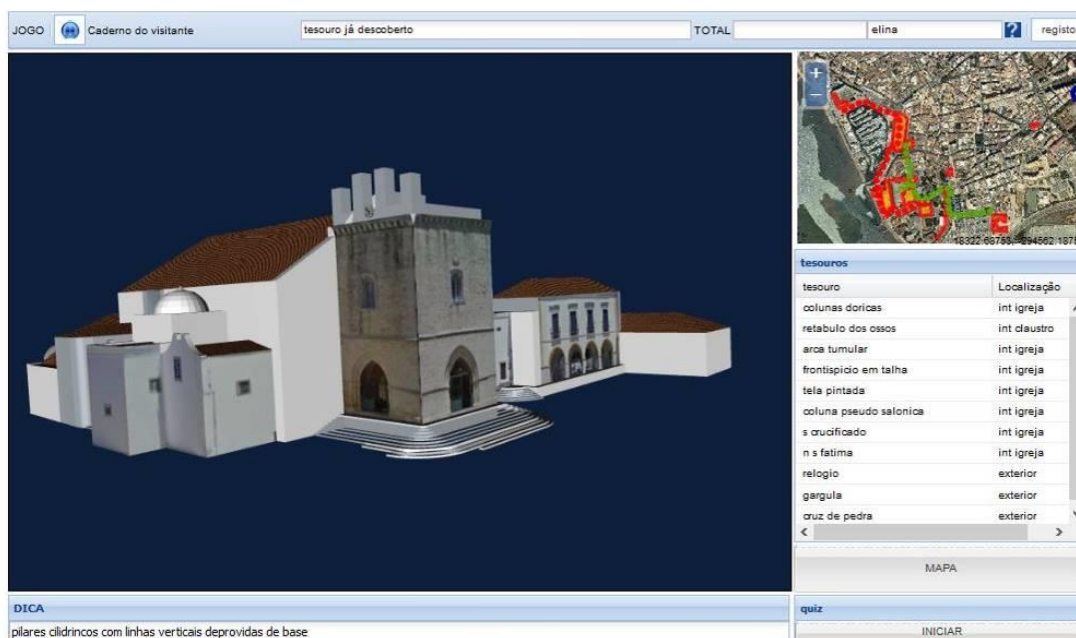 JOGO Caderno do visitante tesouro já descoberto TOTAL elina ? registo
+
−
tesouros
tesouro Localização
colunas doricas int igreja
retabulo dos ossos int claustro
arca tumular int igreja
frontispicio em talha int igreja
tela pintada int igreja
coluna pseudo salonica int igreja
s crucificado int igreja
n s fatima int igreja
relogio exterior
gargula exterior
cruz de pedra exterior
MAPA
DICA
pilares cilidrincos com linhas verticais deprovidas de base
quiz
INICIAR